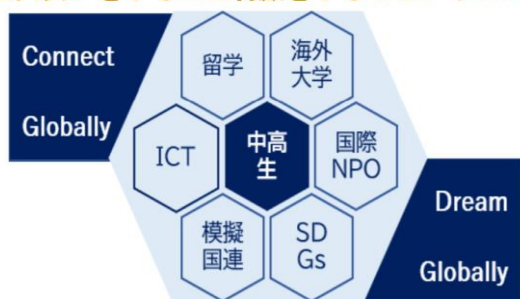 Connect
Globally
留学
海外
大学
ICT
中高
生
国際
NPO
模擬
国連
SD
Gs
Dream
Globally